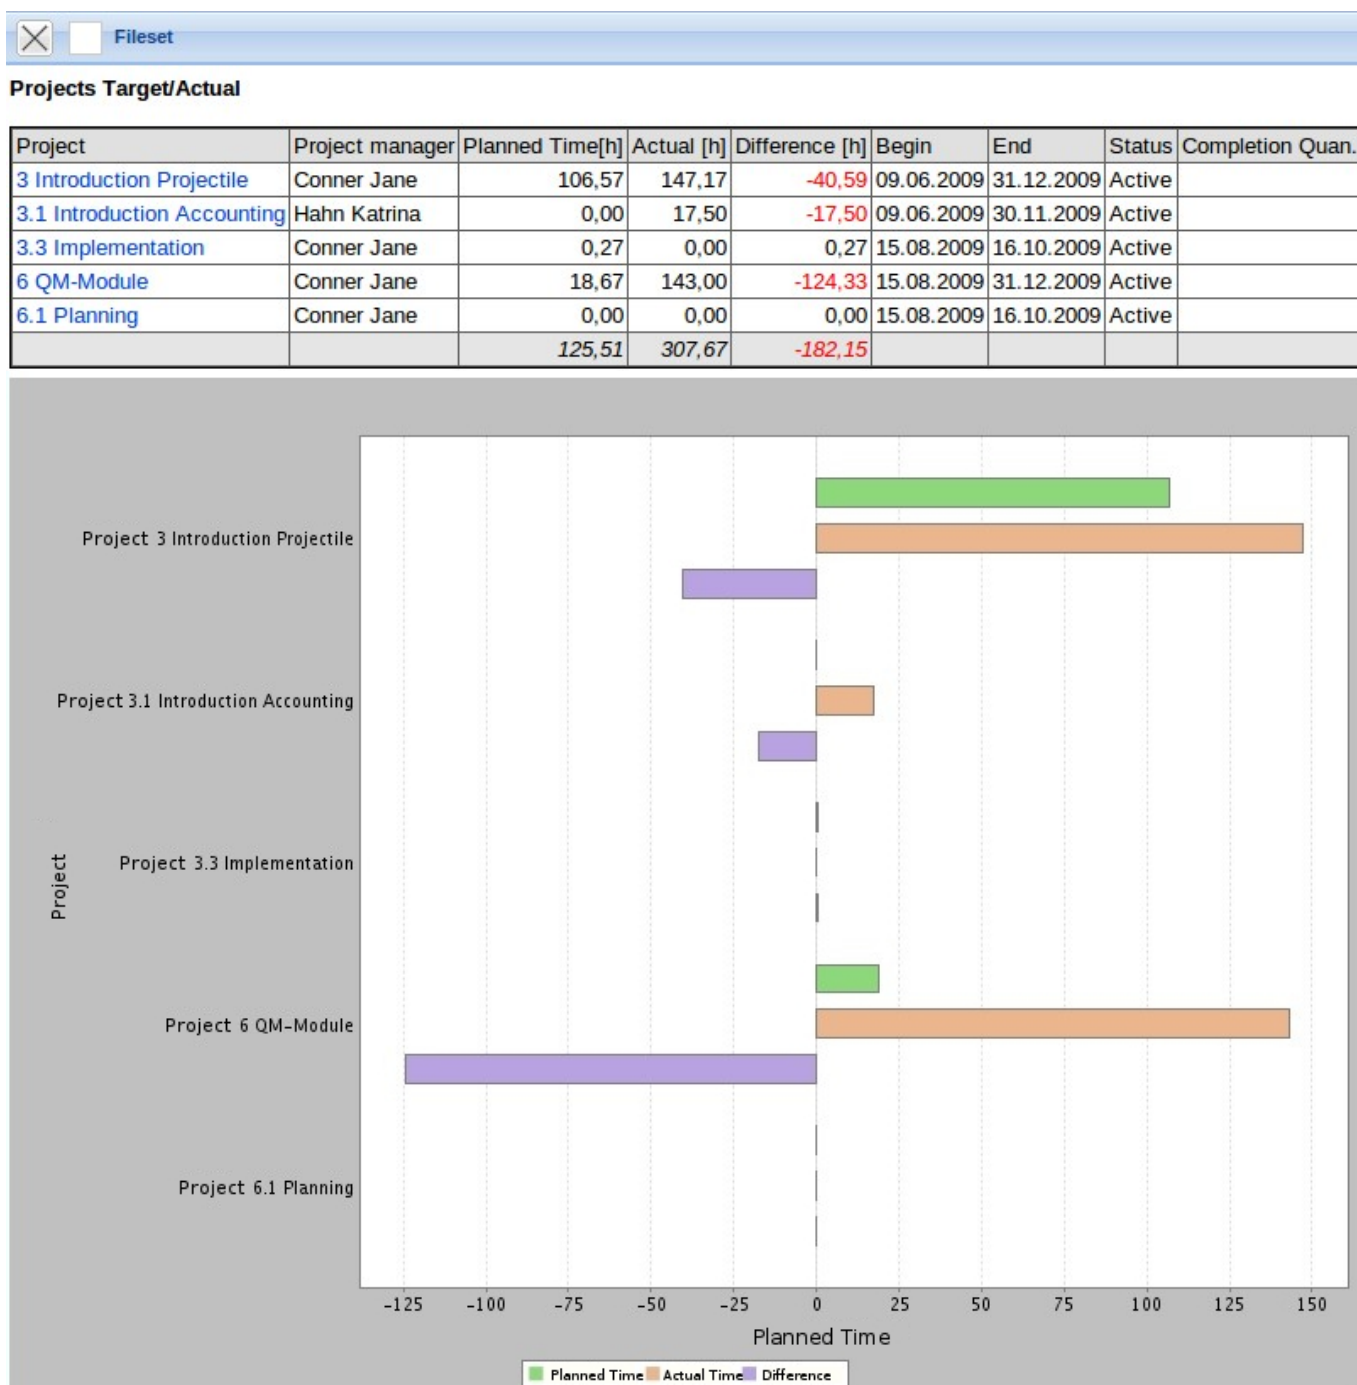 Fileset
Projects Target/Actual
Project Project manager Planned Time[h] Actual [h] Difference [h] Begin End Status Completion Quan.
3 Introduction Projectile Conner Jane 106,57 147,17 -40,59 09.06.2009 31.12.2009 Active
3.1 Introduction Accounting Hahn Katrina 0,00 17,50 -17,50 09.06.2009 30.11.2009 Active
3.3 Implementation Conner Jane 0,27 0,00 0,27 15.08.2009 16.10.2009 Active
6 QM-Module Conner Jane 18,67 143,00 -124,33 15.08.2009 31.12.2009 Active
6.1 Planning Conner Jane 0,00 0,00 0,00 15.08.2009 16.10.2009 Active
125,51 307,67 -182,15
Project 3 Introduction Projectile
Project 3.1 Introduction Accounting
Project 3.3 Implementation
Project
Project 6 QM-Module
Project 6.1 Planning
-125 -100 -75 -50 -25 0 25 50 75 100 125 150
Planned Time
Planned Time Actual Time Difference